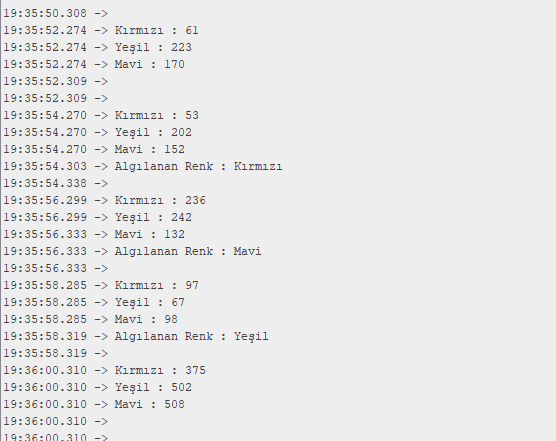 19:35:50.308 ->
19:35:52.274 -> Kırmızı : 61
19:35:52.274 -> Yeşil : 223
19:35:52.274 -> Mavi : 170
19:35:52.309 ->
19:35:52.309 ->
19:35:54.270 -> Kırmızı : 53
19:35:54.270 -> Yeşil : 202
19:35:54.270 -> Mavi : 152
19:35:54.303 -> Algılanan Renk : Kırmızı
19:35:54.338 ->
19:35:56.299 -> Kırmızı : 236
19:35:56.299 -> Yeşil : 242
19:35:56.333 -> Mavi : 132
19:35:56.333 -> Algılanan Renk : Mavi
19:35:56.333 ->
19:35:58.285 -> Kırmızı : 97
19:35:58.285 -> Yeşil : 67
19:35:58.285 -> Mavi : 98
19:35:58.319 -> Algılanan Renk : Yeşil
19:35:58.319 ->
19:36:00.310 -> Kırmızı : 375
19:36:00.310 -> Yeşil : 502
19:36:00.310 -> Mavi : 508
19:36:00.310 ->
19:36:00.310 ->